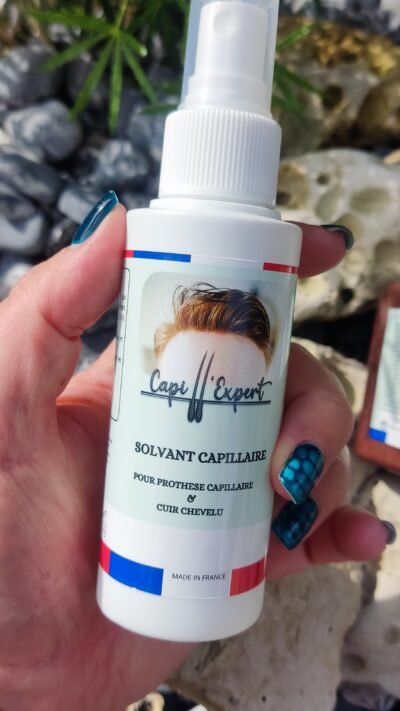 Capi Expert
SOLVANT CAPILLAIRE
POUR PROTHESE CAPILLAIRE
&
CUIR CHEVELU
MADE IN FRANCE